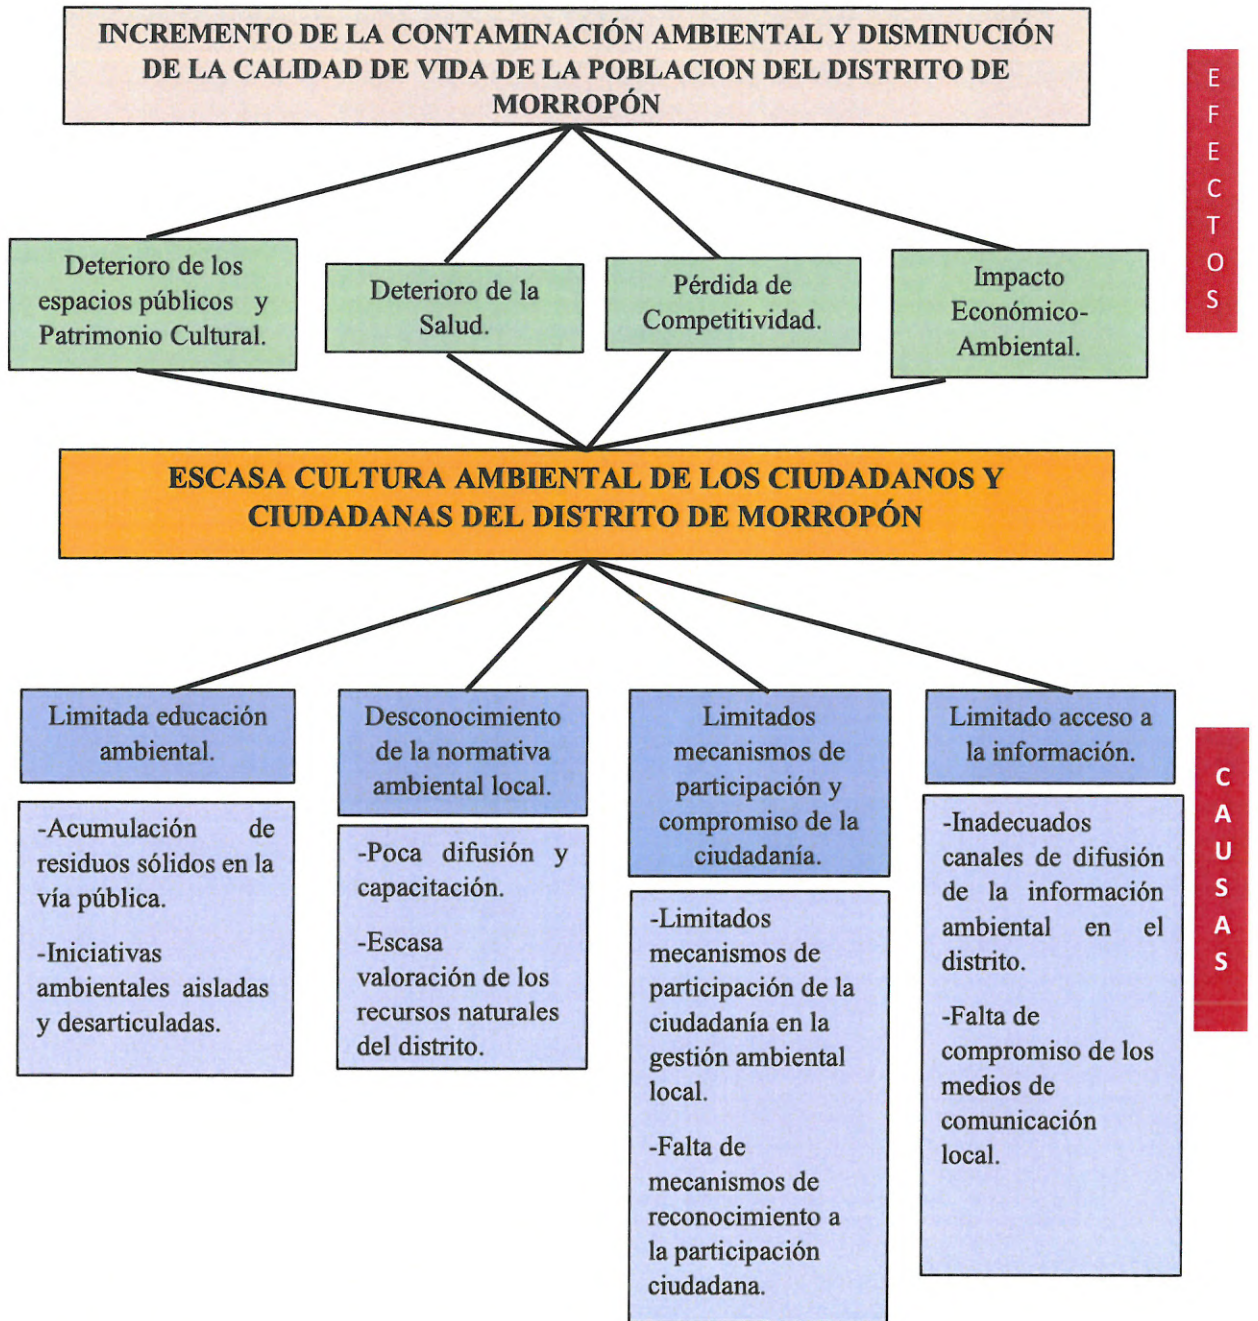 INCREMENTO DE LA CONTAMINACIÓN AMBIENTAL Y DISMINUCIÓN
DE LA CALIDAD DE VIDA DE LA POBLACION DEL DISTRITO DE
MORROPÓN
EFECTOS
Deterioro de los
espacios públicos y
Patrimonio Cultural.
Deterioro de la
Salud.
Pérdida de
Competitividad.
Impacto
Económico-
Ambiental.
ESCASA CULTURA AMBIENTAL DE LOS CIUDADANOS Y
CIUDADANAS DEL DISTRITO DE MORROPÓN
Limitada educación
ambiental.
-Acumulación de
residuos sólidos en la
vía pública.
-Iniciativas
ambientales aisladas
y desarticuladas.
Desconocimiento
de la normativa
ambiental local.
-Poca difusión y
capacitación.
-Escasa
valoración de los
recursos naturales
del distrito.
Limitados
mecanismos de
participación y
compromiso de la
ciudadanía.
-Limitados
mecanismos de
participación de la
ciudadanía en la
gestión ambiental
local.
-Falta de
mecanismos de
reconocimiento a
la participación
ciudadana.
Limitado acceso a
la información.
-Inadecuados
canales de difusión
de la información
ambiental en el
distrito.
-Falta de
compromiso de los
medios de
comunicación
local.
CAUSAS